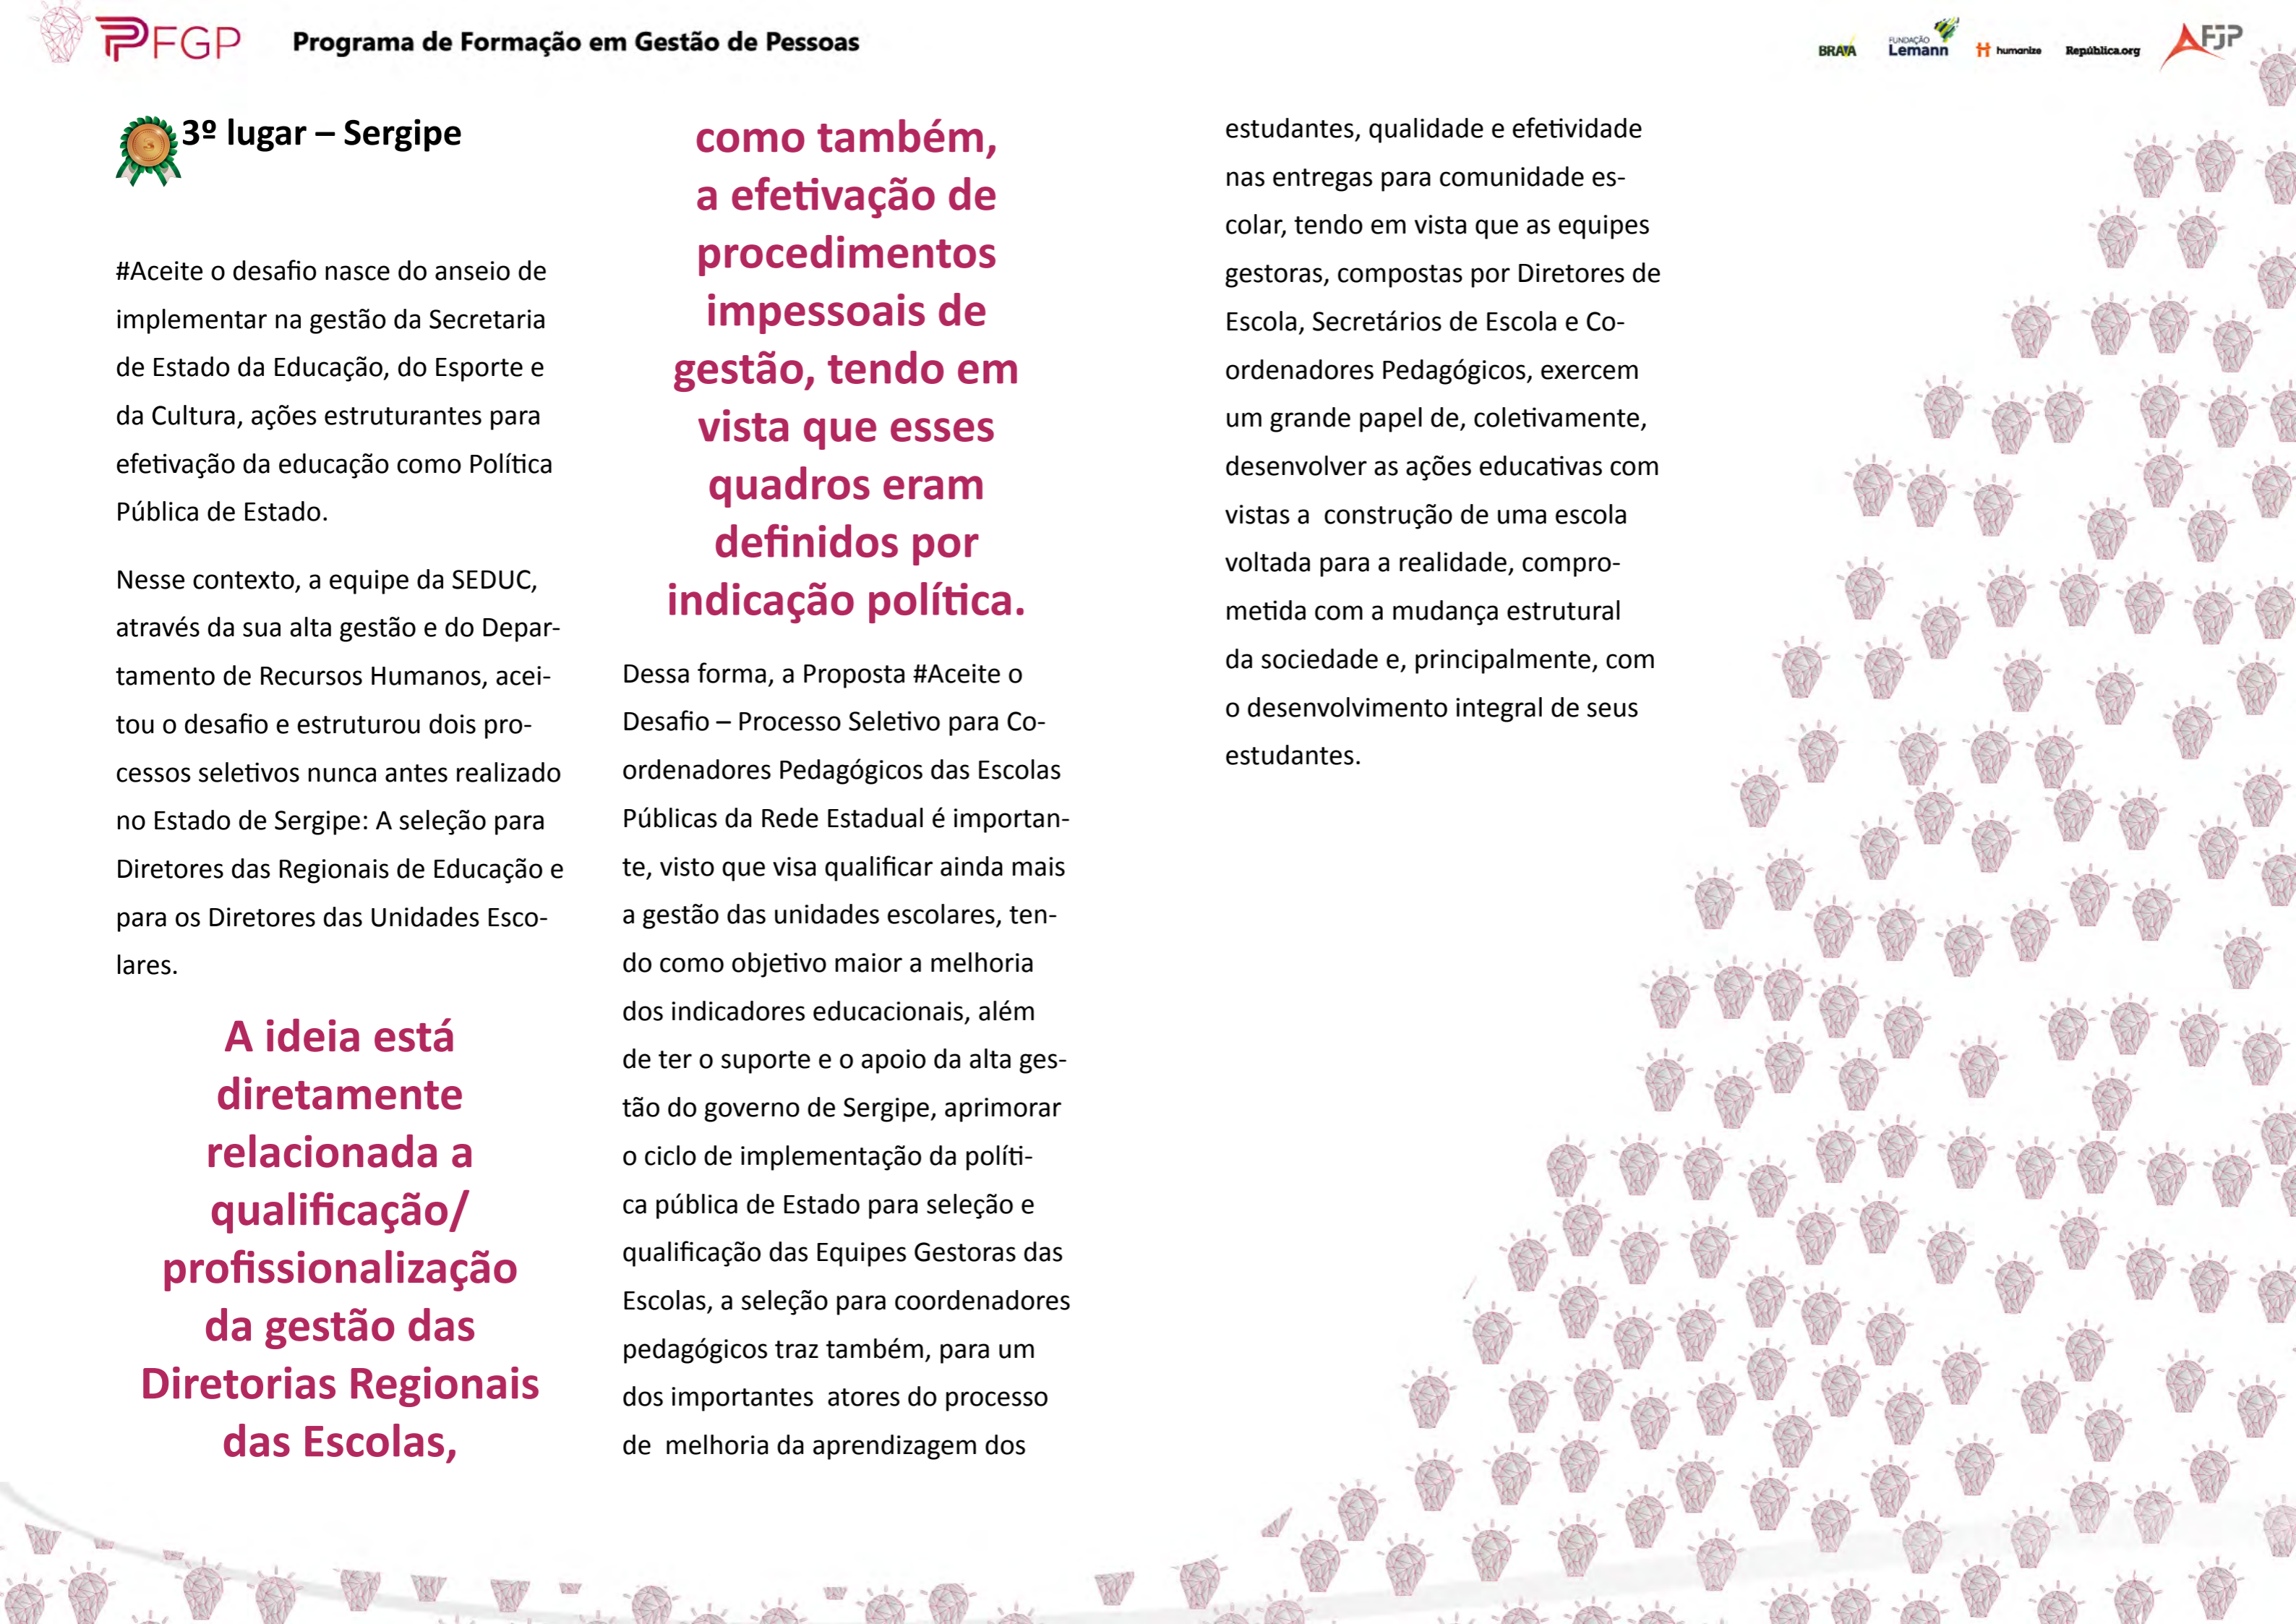 PFGP
Programa de Formação em Gestão de Pessoas
BRAVA
FUNDAÇÃO
Lemann
humanize
República.org
FJP
3º lugar – Sergipe
#Aceite o desafio nasce do anseio de
implementar na gestão da Secretaria
de Estado da Educação, do Esporte e
da Cultura, ações estruturantes para
efetivação da educação como Política
Pública de Estado.
Nesse contexto, a equipe da SEDUC,
através da sua alta gestão e do Depar-
tamento de Recursos Humanos, acei-
tou o desafio e estruturou dois pro-
cessos seletivos nunca antes realizado
no Estado de Sergipe: A seleção para
Diretores das Regionais de Educação e
para os Diretores das Unidades Esco-
lares.
A ideia está
diretamente
relacionada a
qualificação/
profissionalização
da gestão das
Diretorias Regionais
das Escolas,
como também,
a efetivação de
procedimentos
impessoais de
gestão, tendo em
vista que esses
quadros eram
definidos por
indicação política.
Dessa forma, a Proposta #Aceite o
Desafio – Processo Seletivo para Co-
ordenadores Pedagógicos das Escolas
Públicas da Rede Estadual é importan-
te, visto que visa qualificar ainda mais
a gestão das unidades escolares, ten-
do como objetivo maior a melhoria
dos indicadores educacionais, além
de ter o suporte e o apoio da alta ges-
tão do governo de Sergipe, aprimorar
o ciclo de implementação da políti-
ca pública de Estado para seleção e
qualificação das Equipes Gestoras das
Escolas, a seleção para coordenadores
pedagógicos traz também, para um
dos importantes  atores do processo
de  melhoria da aprendizagem dos
estudantes, qualidade e efetividade
nas entregas para comunidade es-
colar, tendo em vista que as equipes
gestoras, compostas por Diretores de
Escola, Secretários de Escola e Co-
ordenadores Pedagógicos, exercem
um grande papel de, coletivamente,
desenvolver as ações educativas com
vistas a  construção de uma escola
voltada para a realidade, compro-
metida com a mudança estrutural
da sociedade e, principalmente, com
o desenvolvimento integral de seus
estudantes.